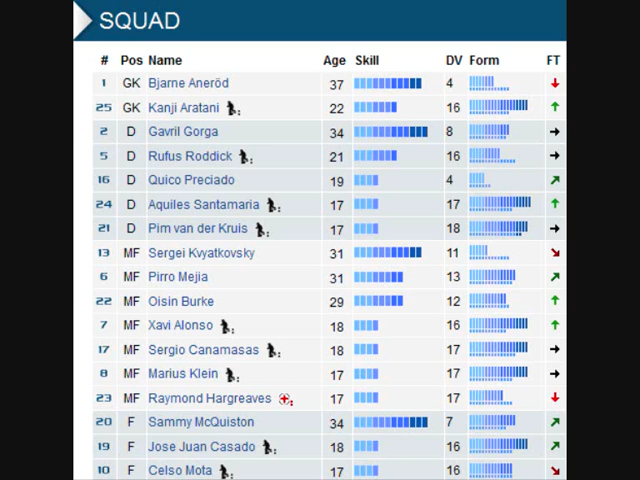 SQUAD
# Pos Name Age Skill DV Form FT
1 GK Bjarne Aneröd 37 4
25 GK Kanji Aratani 22 16
2 D Gavril Gorga 34 8
5 D Rufus Roddick 21 16
16 D Quico Preciado 19 4
24 D Aquiles Santamaria 17 17
21 D Pim van der Kruis 17 18
13 MF Sergei Kvyatkovsky 31 11
6 MF Pirro Mejia 31 13
22 MF Oisin Burke 29 12
7 MF Xavi Alonso 18 16
17 MF Sergio Canamasas 18 17
8 MF Marius Klein 17 17
23 MF Raymond Hargreaves 17 17
20 F Sammy McQuiston 34 7
19 F Jose Juan Casado 18 16
10 F Celso Mota 17 16